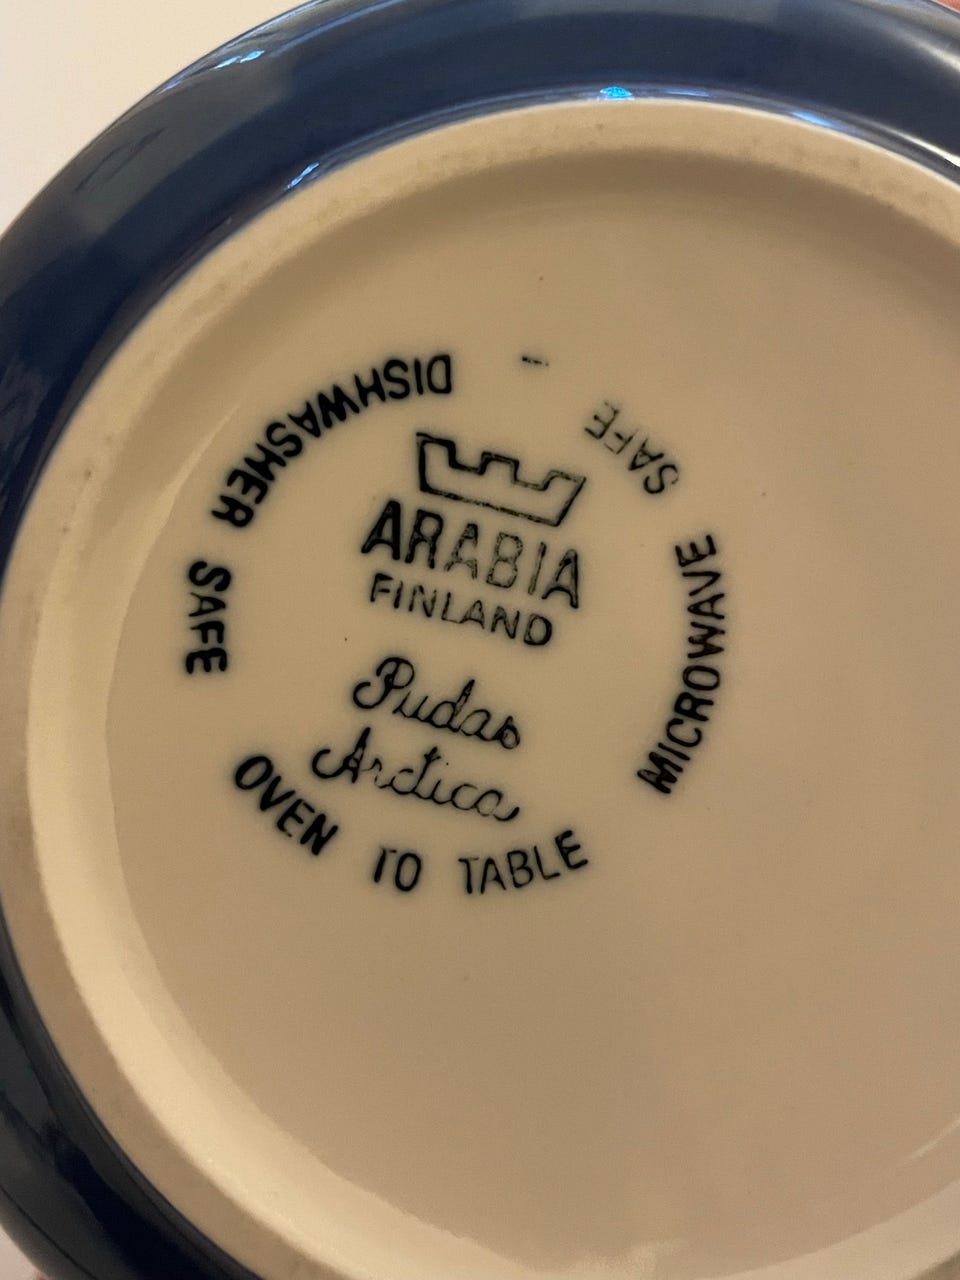 ARABIA
FINLAND
Pudas
Arctica
OVEN TO TABLE
MICROWAVE SAFE
DISHWASHER SAFE